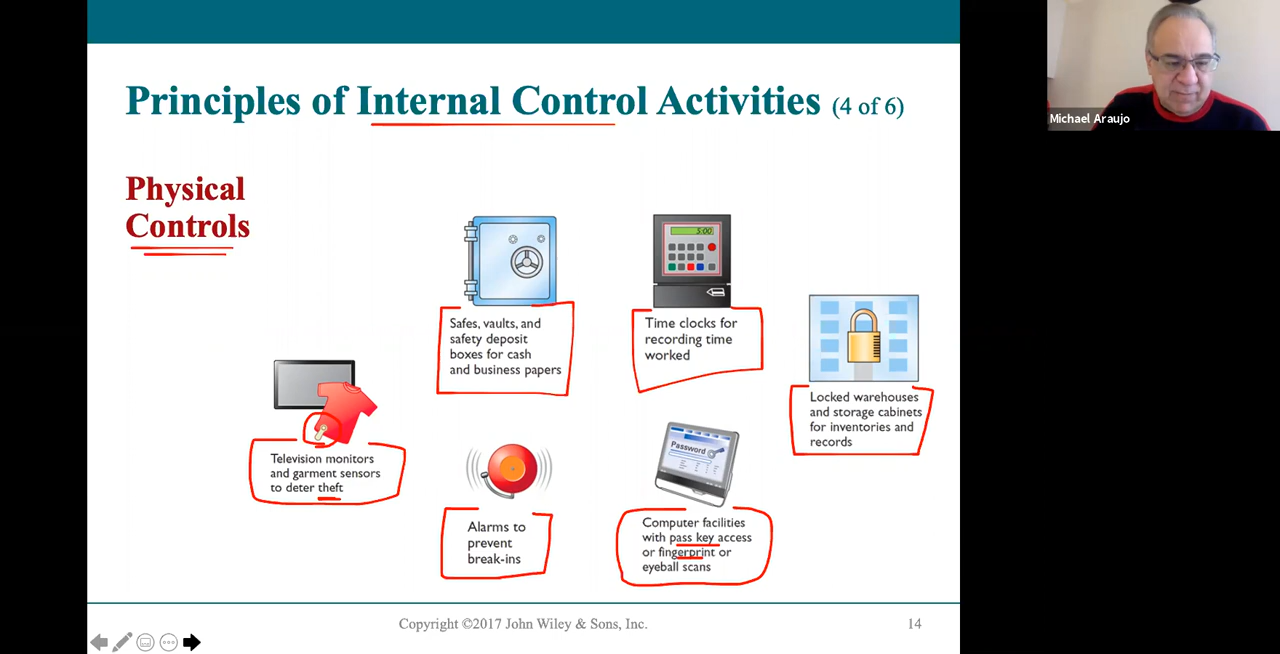 Principles of Internal Control Activities (4 of 6)
Michael Araujo
Physical
Controls
5:00
Safes, vaults, and
safety deposit
boxes for cash
and business papers
Time clocks for
recording time
worked
Locked warehouses
and storage cabinets
for inventories and
records
Television monitors
and garment sensors
to deter theft
Alarms to
prevent
break-ins
Password
Computer facilities
with pass key access
or fingerprint or
eyeball scans
Copyright ©2017 John Wiley & Sons, Inc.
14